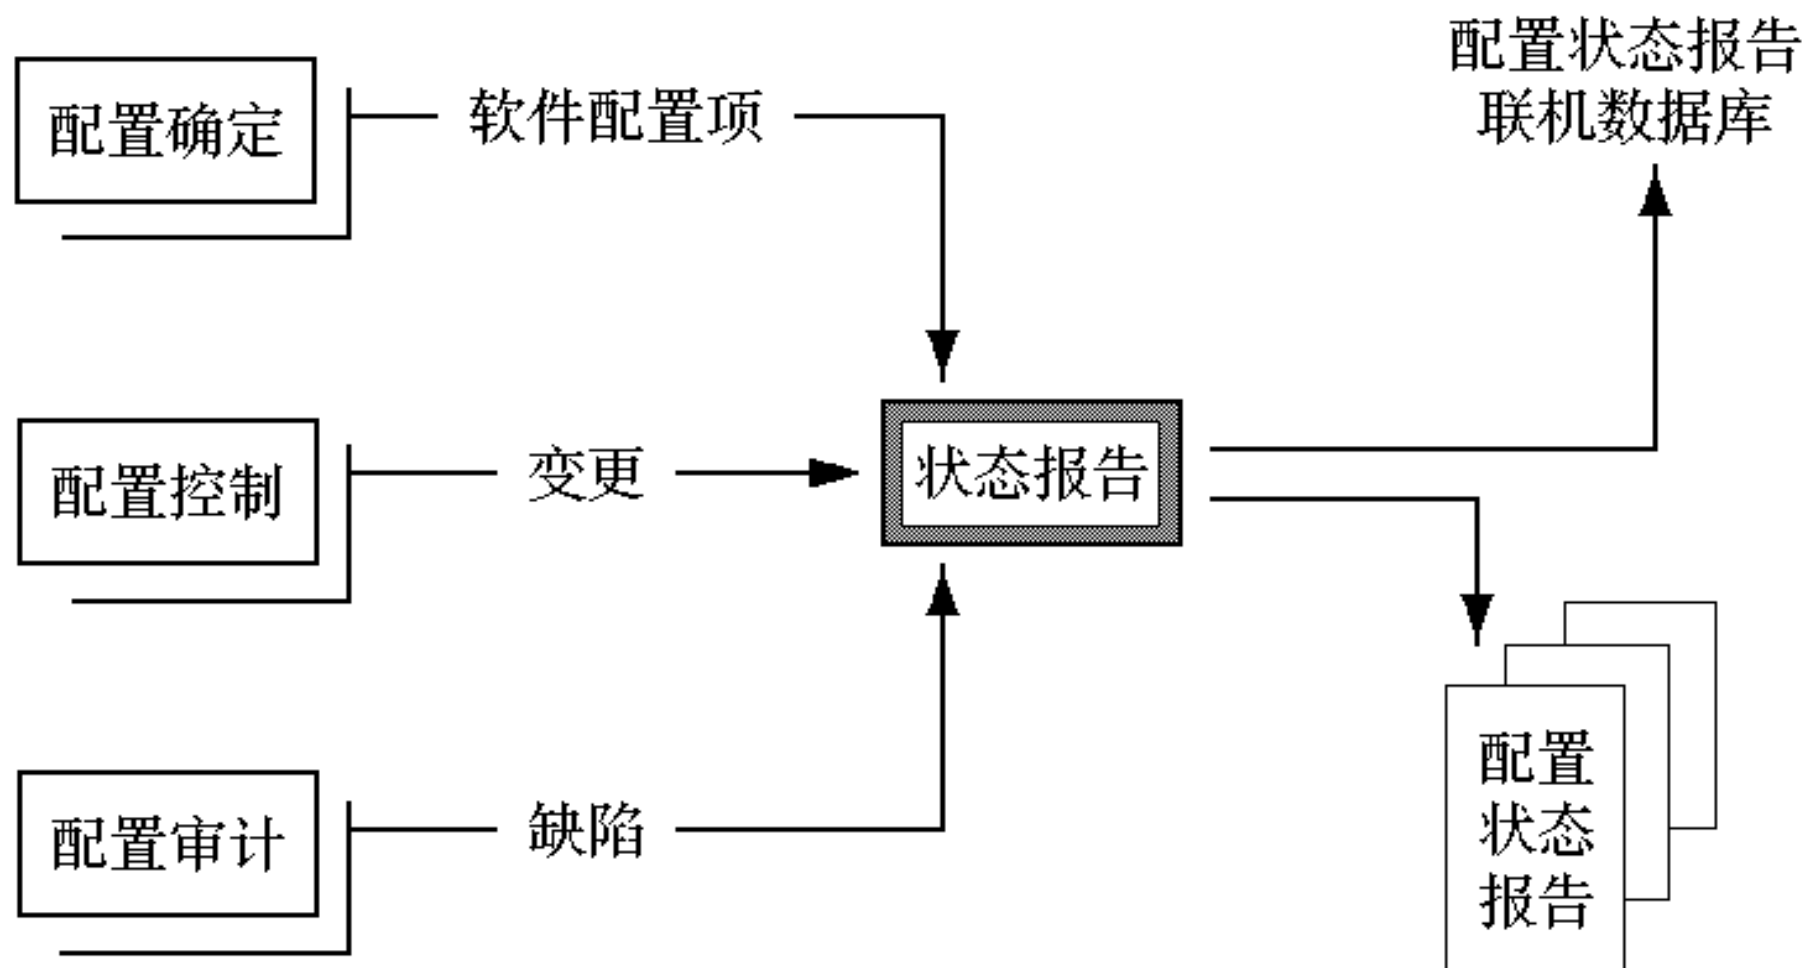 配置状态报告
联机数据库
配置确定
软件配置项
配置控制
变更
状态报告
配置审计
缺陷
配置
状态
报告